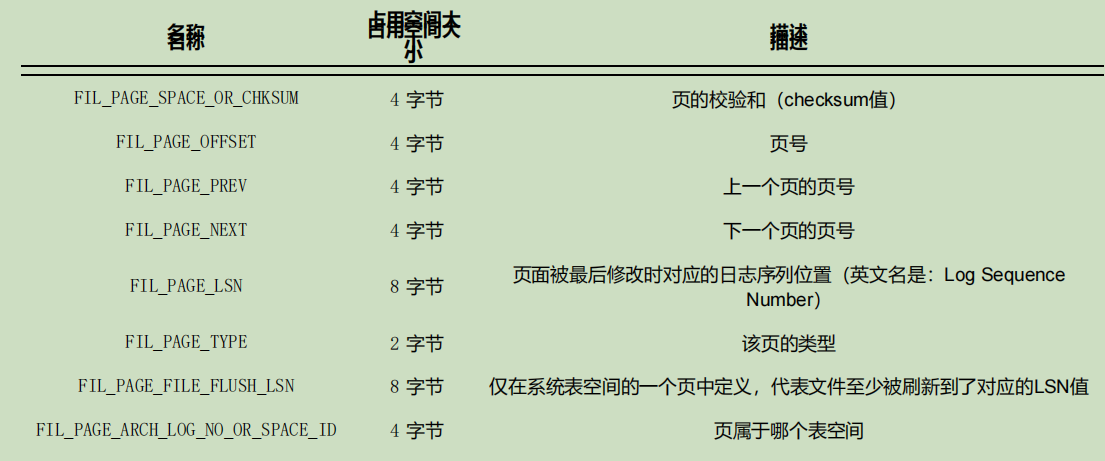 名称 占用空间大小 描述
FIL_PAGE_SPACE_OR_CHKSUM 4 字节 页的校验和（checksum值）
FIL_PAGE_OFFSET 4 字节 页号
FIL_PAGE_PREV 4 字节 上一个页的页号
FIL_PAGE_NEXT 4 字节 下一个页的页号
FIL_PAGE_LSN 8 字节 页面被最后修改时对应的日志序列位置（英文名是：Log Sequence
Number）
FIL_PAGE_TYPE 2 字节 该页的类型
FIL_PAGE_FILE_FLUSH_LSN 8 字节 仅在系统表空间的一个页中定义，代表文件至少被刷新到了对应的LSN值
FIL_PAGE_ARCH_LOG_NO_OR_SPACE_ID 4 字节 页属于哪个表空间